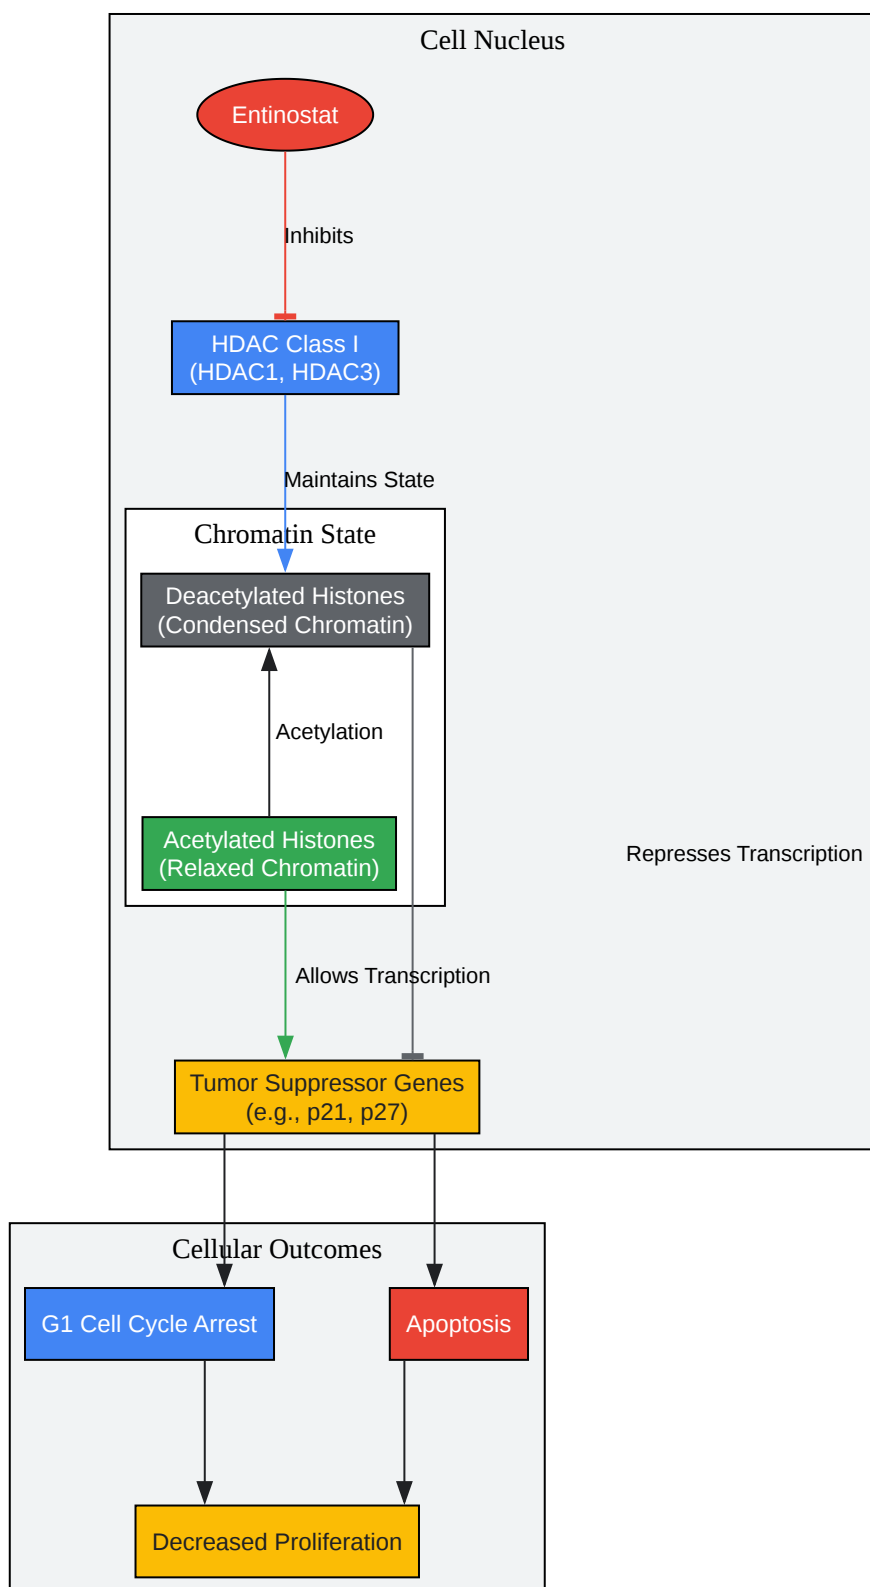 Cell Nucleus
Entinostat
Inhibits
HDAC Class I
(HDAC1, HDAC3)
Maintains State
Chromatin State
Deacetylated Histones
(Condensed Chromatin)
Acetylation
Acetylated Histones
(Relaxed Chromatin)
Represses Transcription
Allows Transcription
Tumor Suppressor Genes
(e.g., p21, p27)
Cellular Outcomes
G1 Cell Cycle Arrest
Apoptosis
Decreased Proliferation